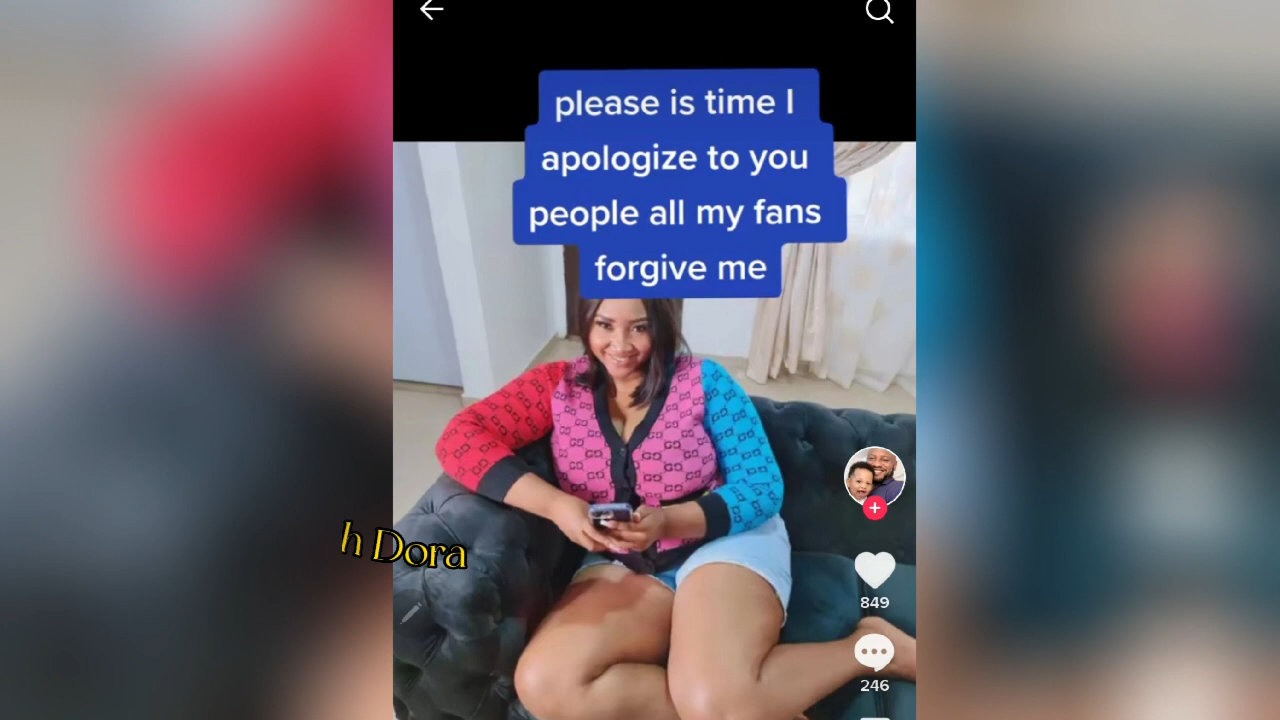 please is time I
apologize to you
people all my fans
forgive me
h Dora
849
246